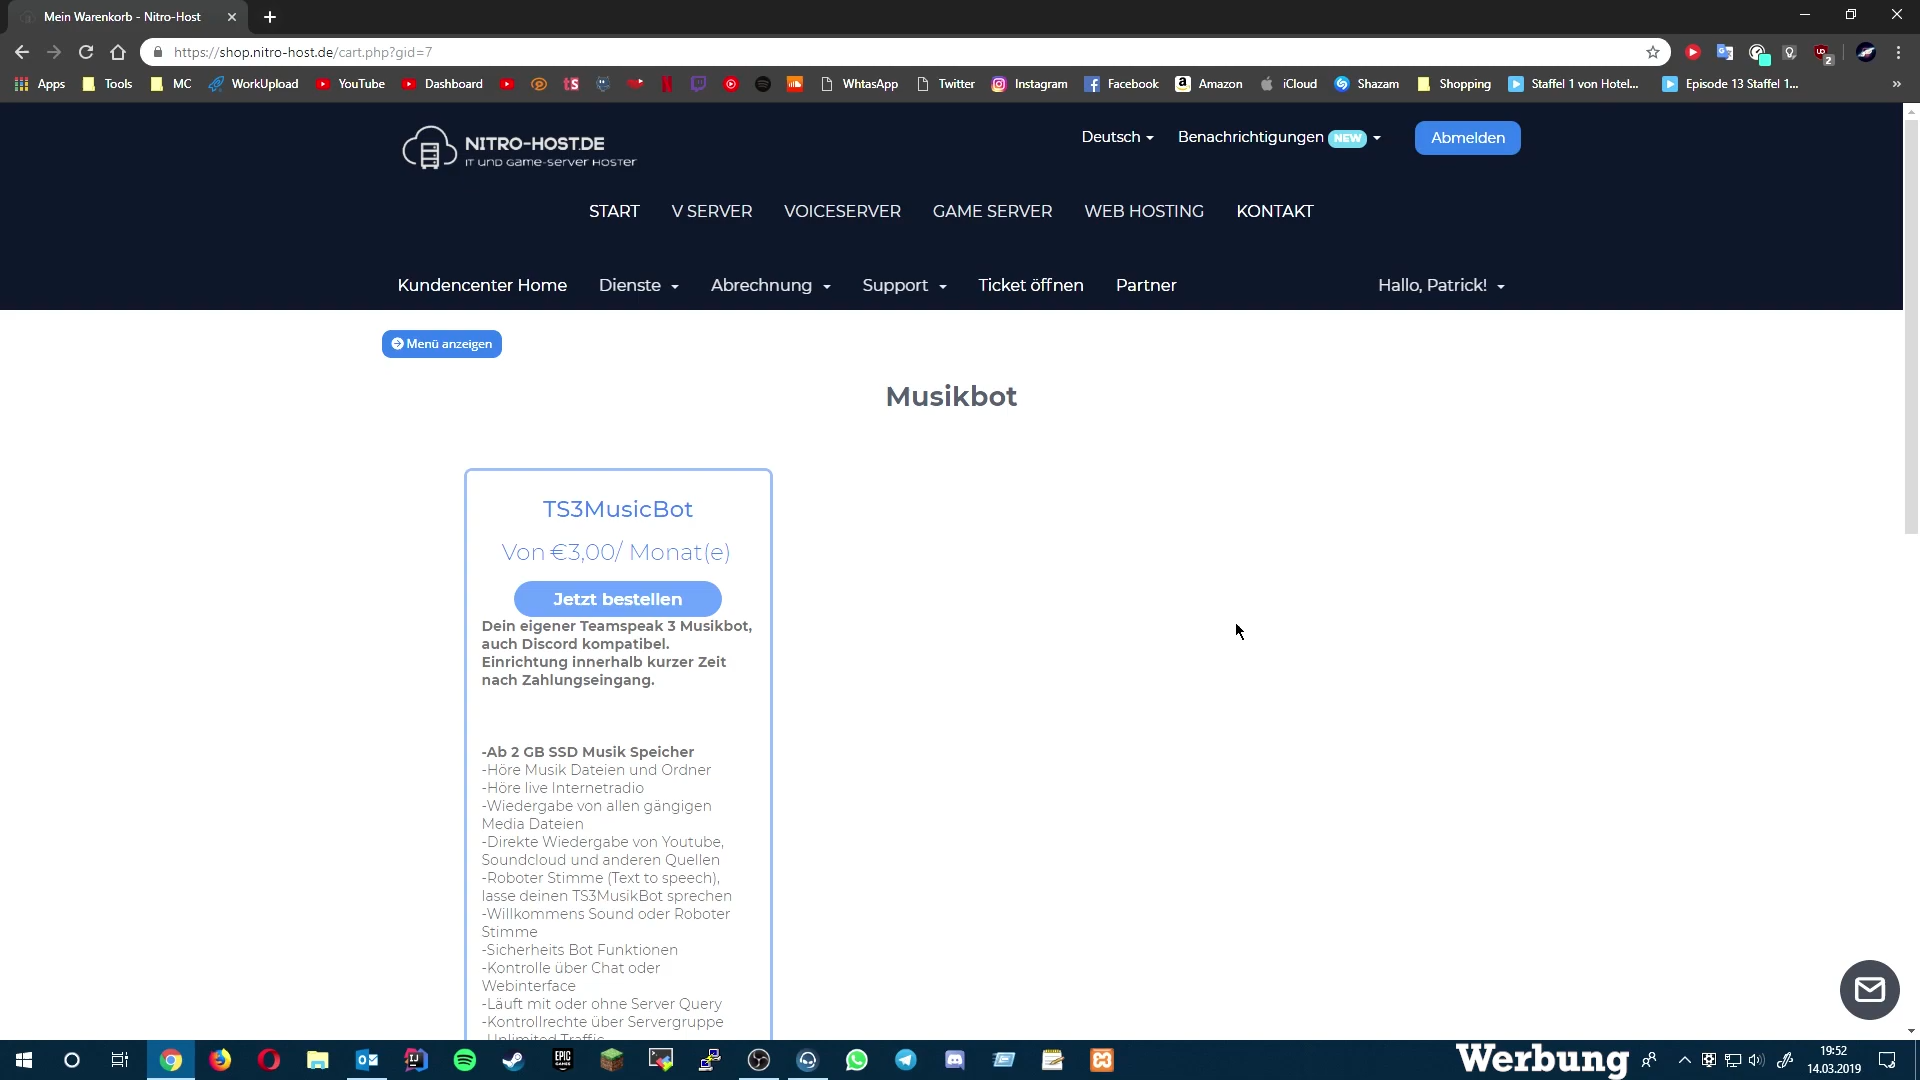 Mein Warenkorb - Nitro-Host
https://shop.nitro-host.de/cart.php?gid=7
Apps Tools MC WorkUpload YouTube Dashboard WhtasApp Twitter Instagram Facebook Amazon iCloud Shazam Shopping Staffel 1 von Hotel... Episode 13 Staffel 1... »
NITRO-HOST.DE
IT UND GAME-SERVER HOSTER
Deutsch Benachrichtigungen NEW Abmelden
START V SERVER VOICESERVER GAME SERVER WEB HOSTING KONTAKT
Kundencenter Home Dienste Abrechnung Support Ticket öffnen Partner Hallo, Patrick!
Menü anzeigen
Musikbot
TS3MusicBot
Von €3,00/ Monat(e)
Jetzt bestellen
Dein eigener Teamspeak 3 Musikbot,
auch Discord kompatibel.
Einrichtung innerhalb kurzer Zeit
nach Zahlungseingang.
-Ab 2 GB SSD Musik Speicher
-Höre Musik Dateien und Ordner
-Höre live Internetradio
-Wiedergabe von allen gängigen
Media Dateien
-Direkte Wiedergabe von Youtube,
Soundcloud und anderen Quellen
-Roboter Stimme (Text to speech),
lasse deinen TS3MusikBot sprechen
-Willkommens Sound oder Roboter
Stimme
-Sicherheits Bot Funktionen
-Kontrolle über Chat oder
Webinterface
-Läuft mit oder ohne Server Query
-Kontrollrechte über Servergruppe
-Unlimited Traffic
Werbung
19:52
14.03.2019